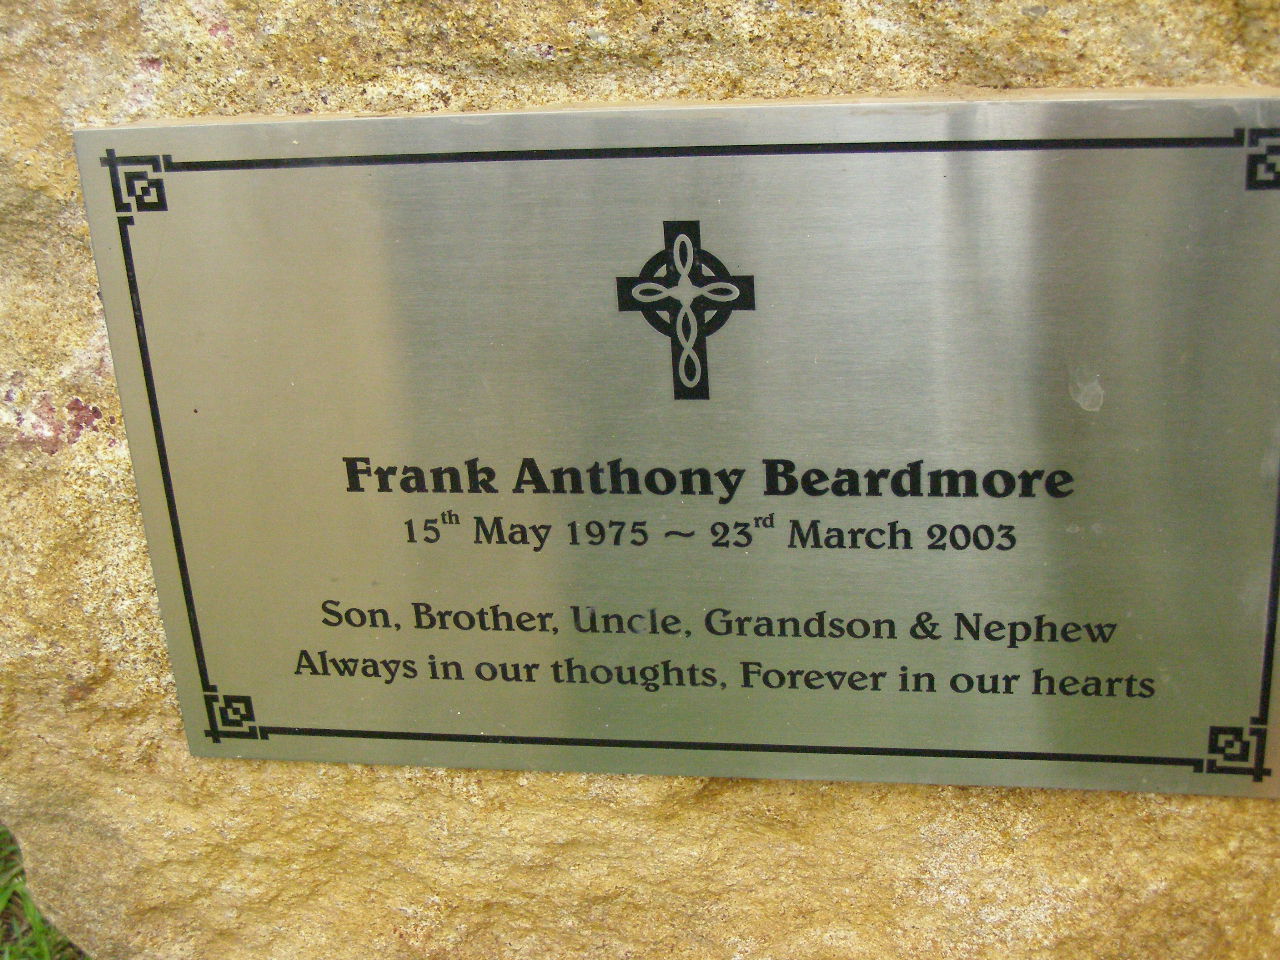 Frank Anthony Beardmore
15th May 1975 ~ 23rd March 2003
Son, Brother, Uncle, Grandson & Nephew
Always in our thoughts, Forever in our hearts